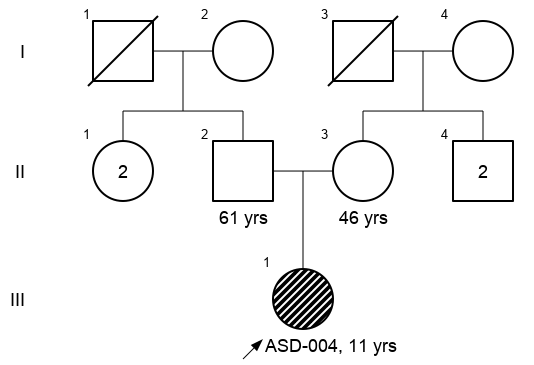 1 2 3 4
I
1 2 3 4
II 2 2
61 yrs 46 yrs
1
III
ASD-004, 11 yrs